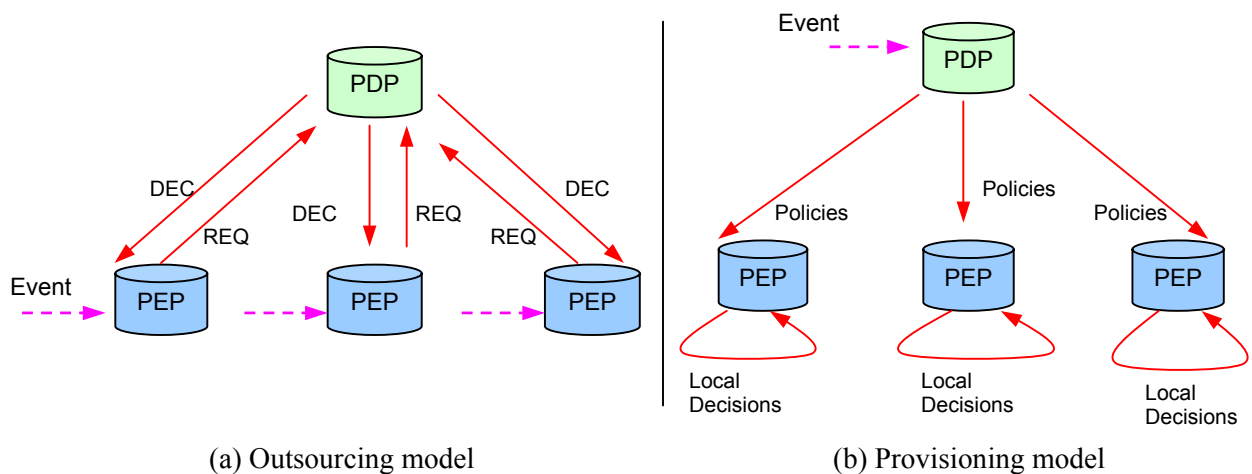 PDP
DEC
REQ
DEC
REQ
DEC
REQ
Event
PEP
PEP
PEP
(a) Outsourcing model
Event
PDP
Policies
Policies
Policies
PEP
PEP
PEP
Local
Decisions
Local
Decisions
Local
Decisions
(b) Provisioning model